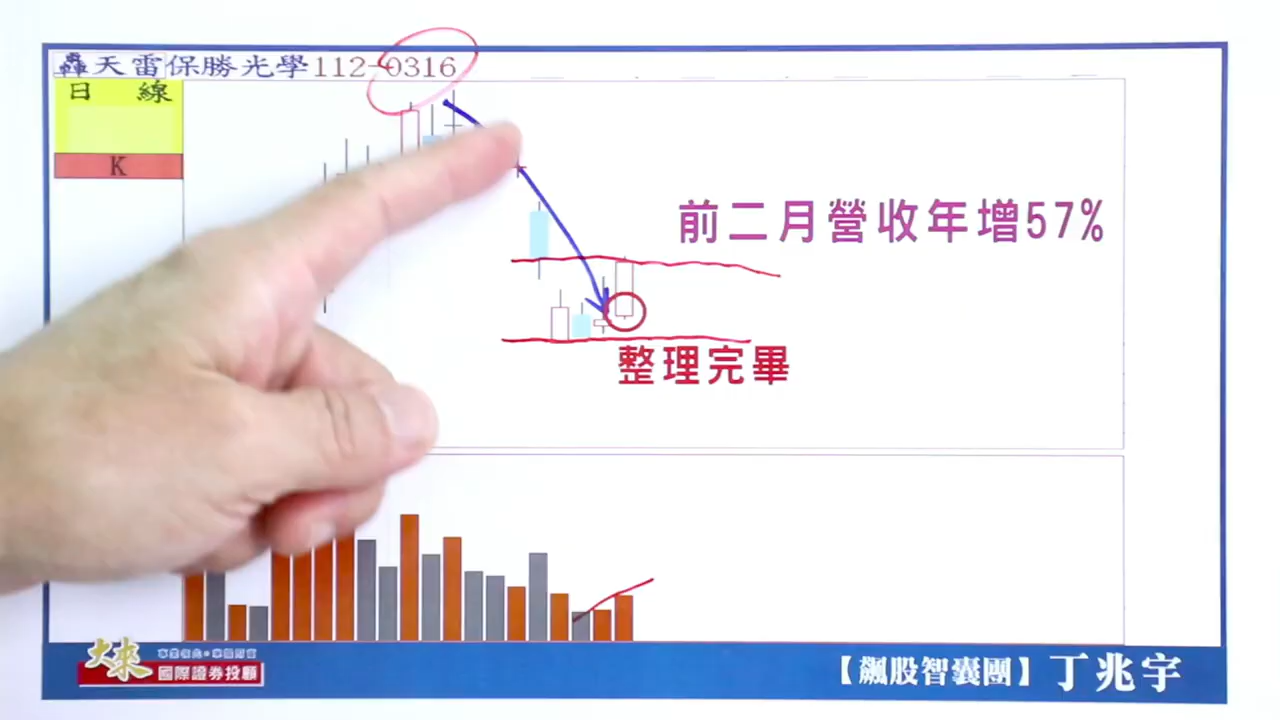 轟天雷保勝光學112-0316
日 線
K
前二月營收年增57%
整理完畢
大來
國際證券投顧
【飆股智囊團】丁兆宇